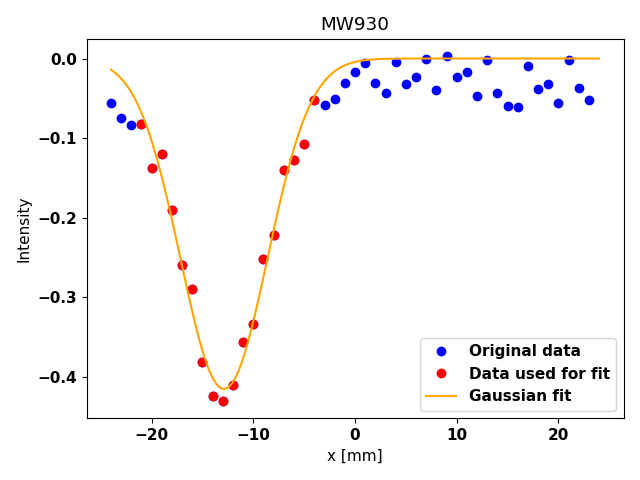 MW930
0.0
−0.1
−0.2
−0.3
−0.4
Intensity
Original data
Data used for fit
Gaussian fit
−20 −10 0 10 20
x [mm]